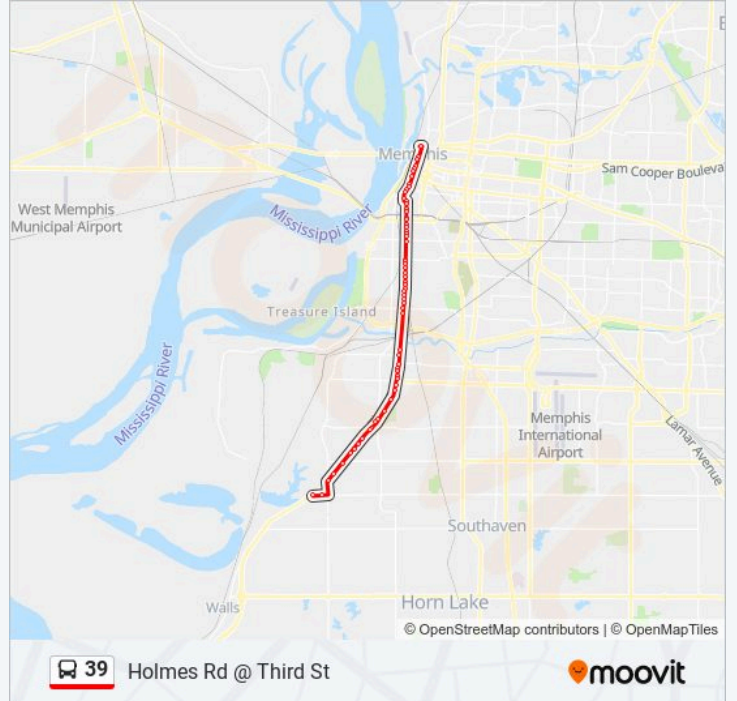 Memphis
Sam Cooper Bouleva
West Memphis
Municipal Airport
Mississippi River
Treasure Island
Mississippi River
Memphis
International
Airport
Lamar Avenue
Southaven
Walls
Horn Lake
© OpenStreetMap contributors | © OpenMapTiles
39 Holmes Rd @ Third St
moovit